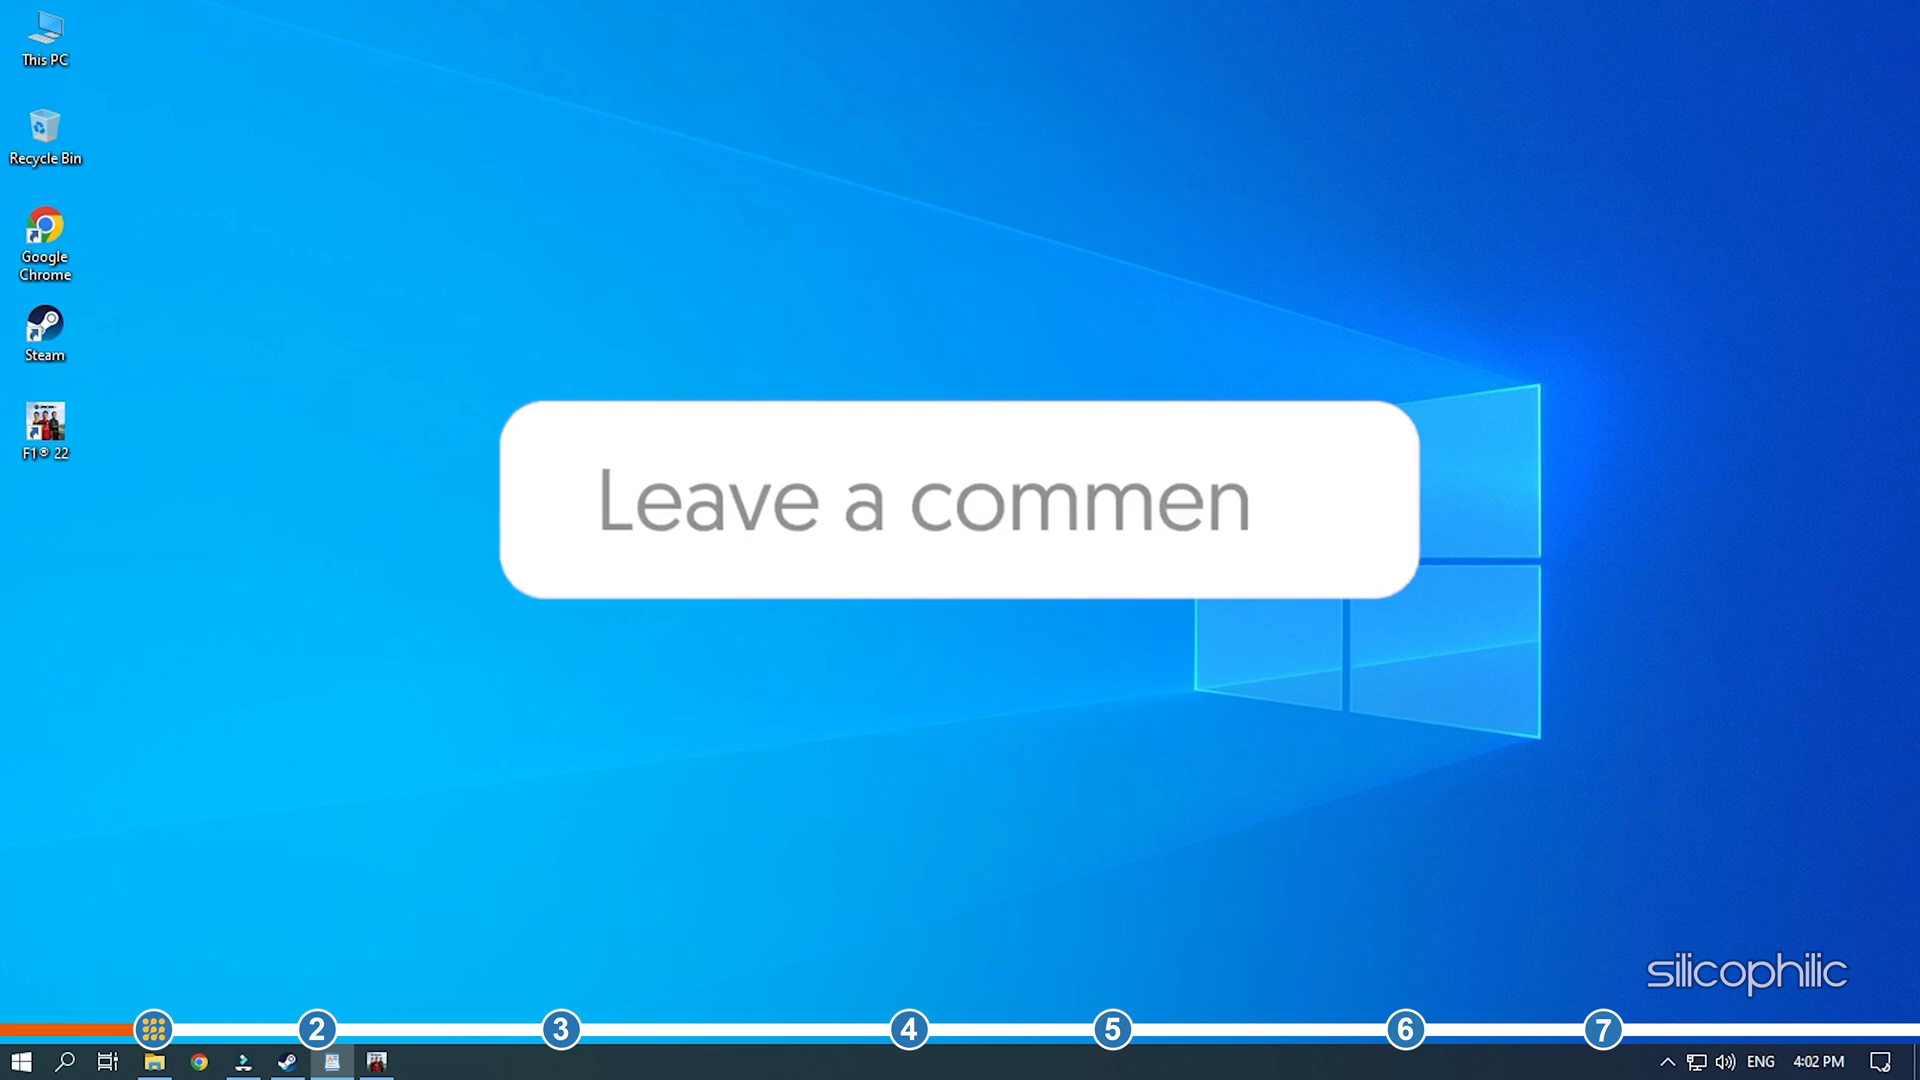 This PC
Recycle Bin
Google
Chrome
Steam
F1® 22
Leave a commen
silicophilic
2 3 4 5 6 7
ENG 4:02 PM